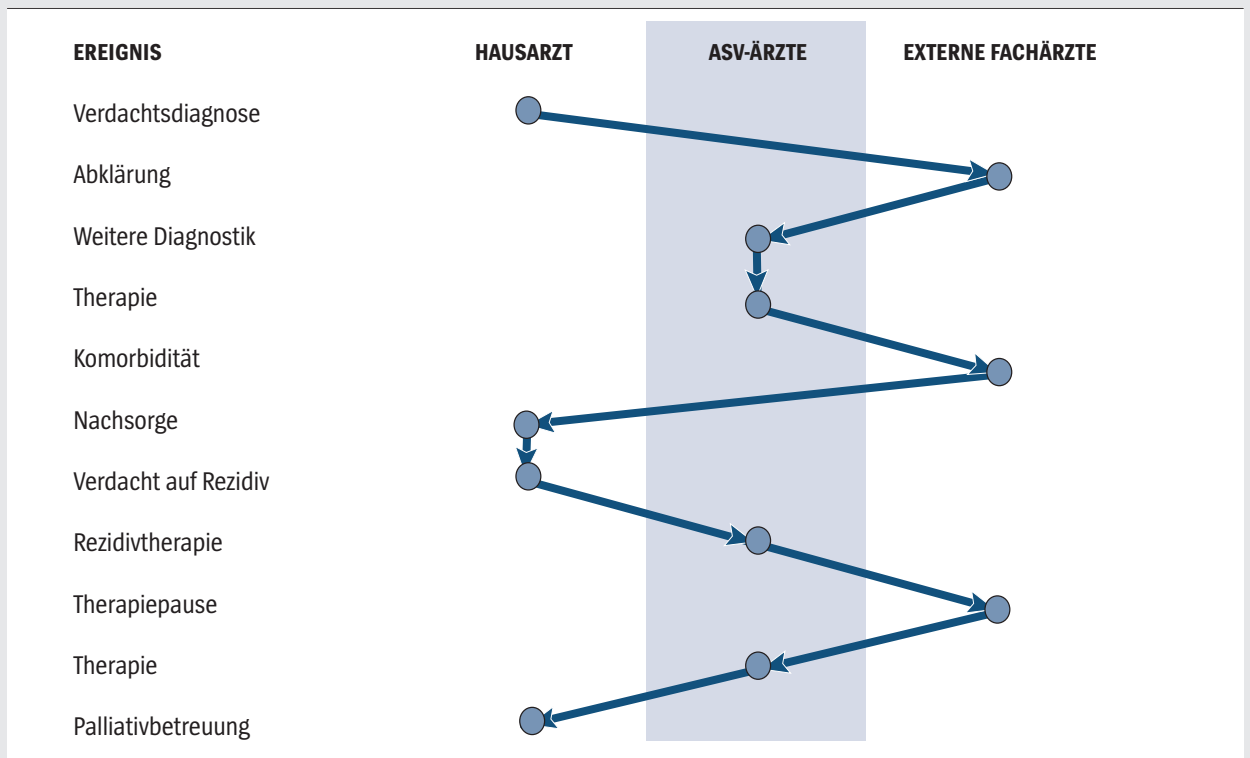 EREIGNIS HAUSARZT ASV-ÄRZTE EXTERNE FACHÄRZTE
Verdachtsdiagnose
Abklärung
Weitere Diagnostik
Therapie
Komorbidität
Nachsorge
Verdacht auf Rezidiv
Rezidivtherapie
Therapiepause
Therapie
Palliativbetreuung